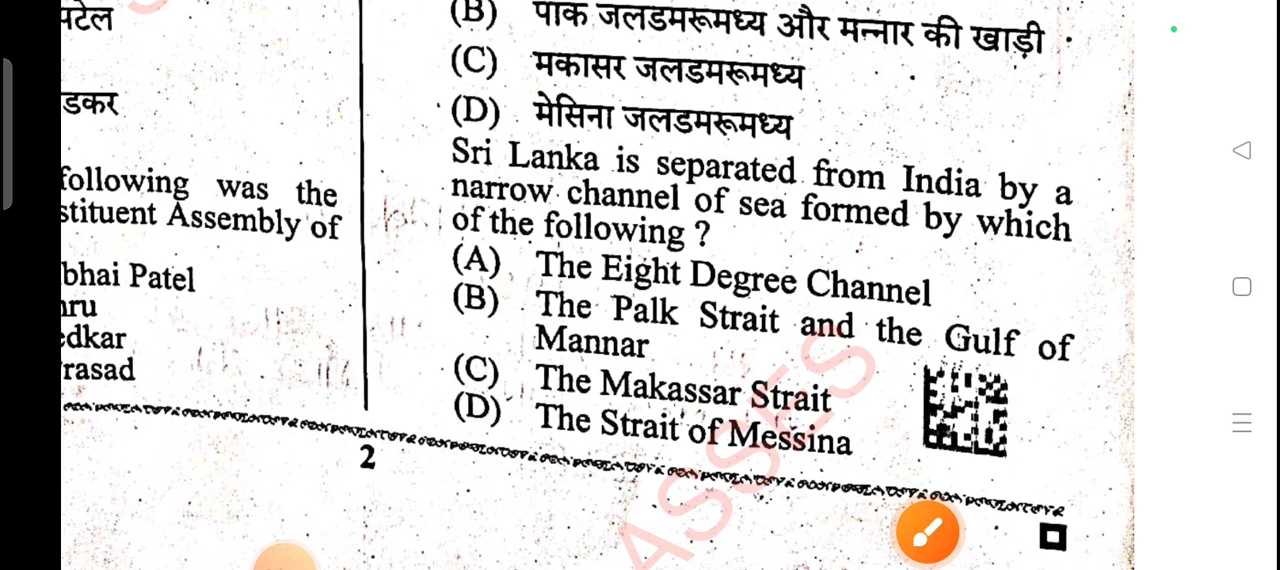 पटेल
डकर
following was the
stituent Assembly of
bhai Patel
hru
edkar
rasad
(B) पाक जलडमरूमध्य और मन्नार की खाड़ी
(C) मकासर जलडमरूमध्य
(D) मेसिना जलडमरूमध्य
Sri Lanka is separated from India by a
narrow channel of sea formed by which
of the following ?
(A) The Eight Degree Channel
(B) The Palk Strait and the Gulf of
Mannar
(C) The Makassar Strait
(D) The Strait of Messina
2
ASSES